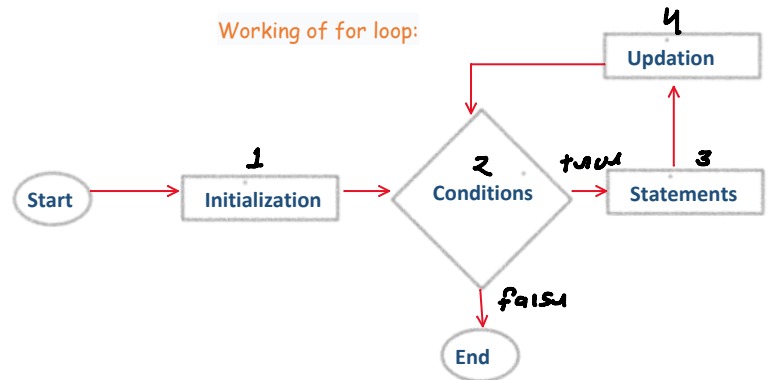 Working of for loop:
4
Updation
1
2
true
3
Start
Initialization
Conditions
Statements
false
End